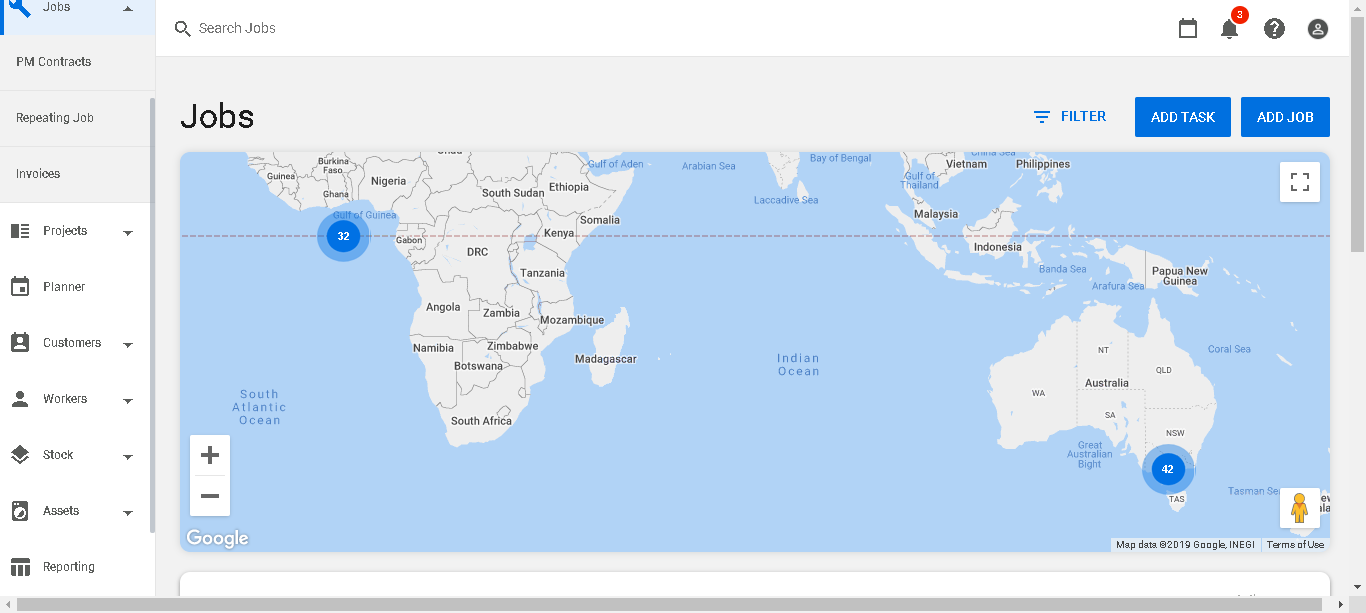 Jobs
PM Contracts
Repeating Job
Invoices
Projects
Planner
Customers
Workers
Stock
Assets
Reporting
Search Jobs
3
Jobs
FILTER
ADD TASK
ADD JOB
Guinea
Burkina
Faso
Ghana
Nigeria
Gulf of Guinea
Gabon
South Sudan
Ethiopia
Gulf of Aden
Somalia
Kenya
DRC
Tanzania
Angola
Zambia
Mozambique
Zimbabwe
Namibia
Botswana
Madagascar
South Africa
South
Atlantic
Ocean
Arabian Sea
Bay of Bengal
Laccadive Sea
Indian
Ocean
Vietnam
Gulf of
Thailand
Philippines
Malaysia
Indonesia
Banda Sea
Arafura Sea
Papua New
Guinea
Coral Sea
NT
QLD
Australia
WA
SA
NSW
Great
Australian
Bight
TAS
32
42
Google
Map data ©2019 Google, INEGI
Terms of Use